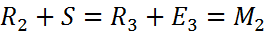 R₂ + S = R₃ + E₃ = M₂